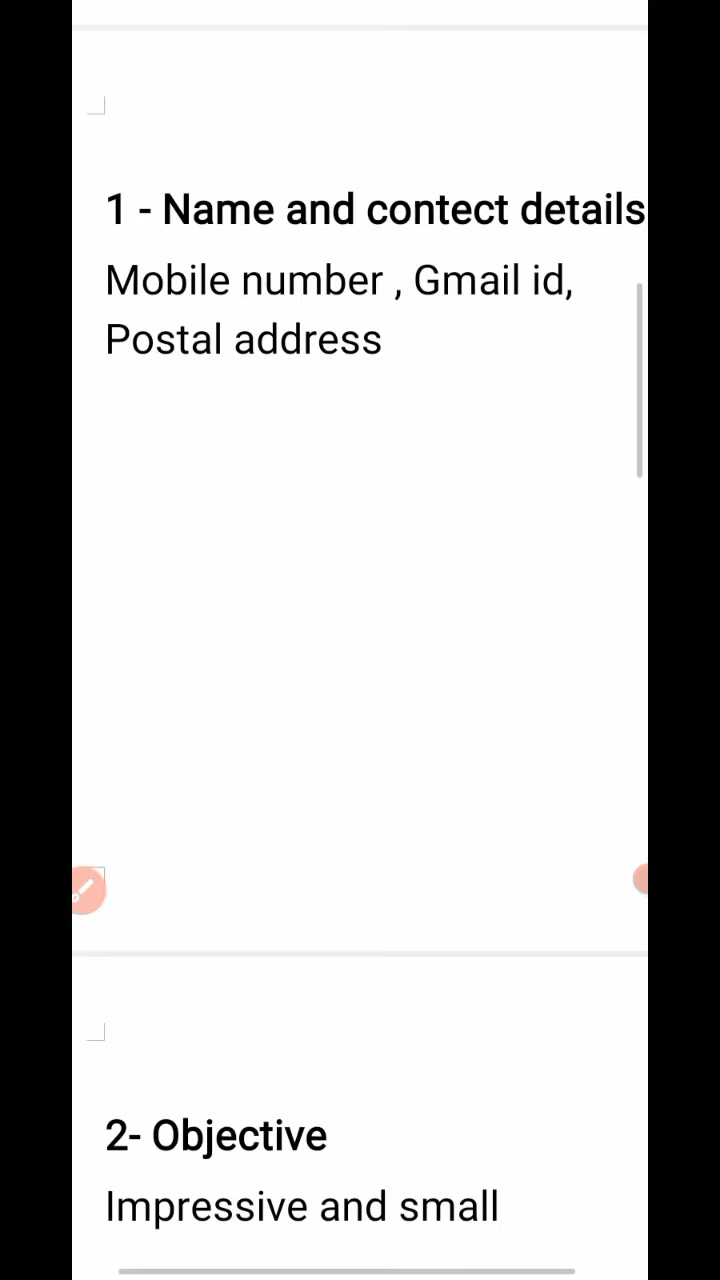 1 - Name and contect details
Mobile number , Gmail id,
Postal address
2- Objective
Impressive and small